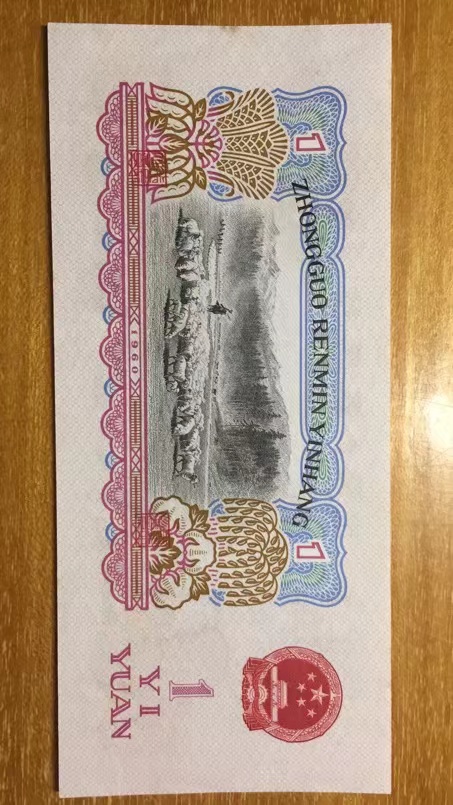 1
ZHONGGUO RENMIN YINHANG
1
1960
1
YI
YUAN